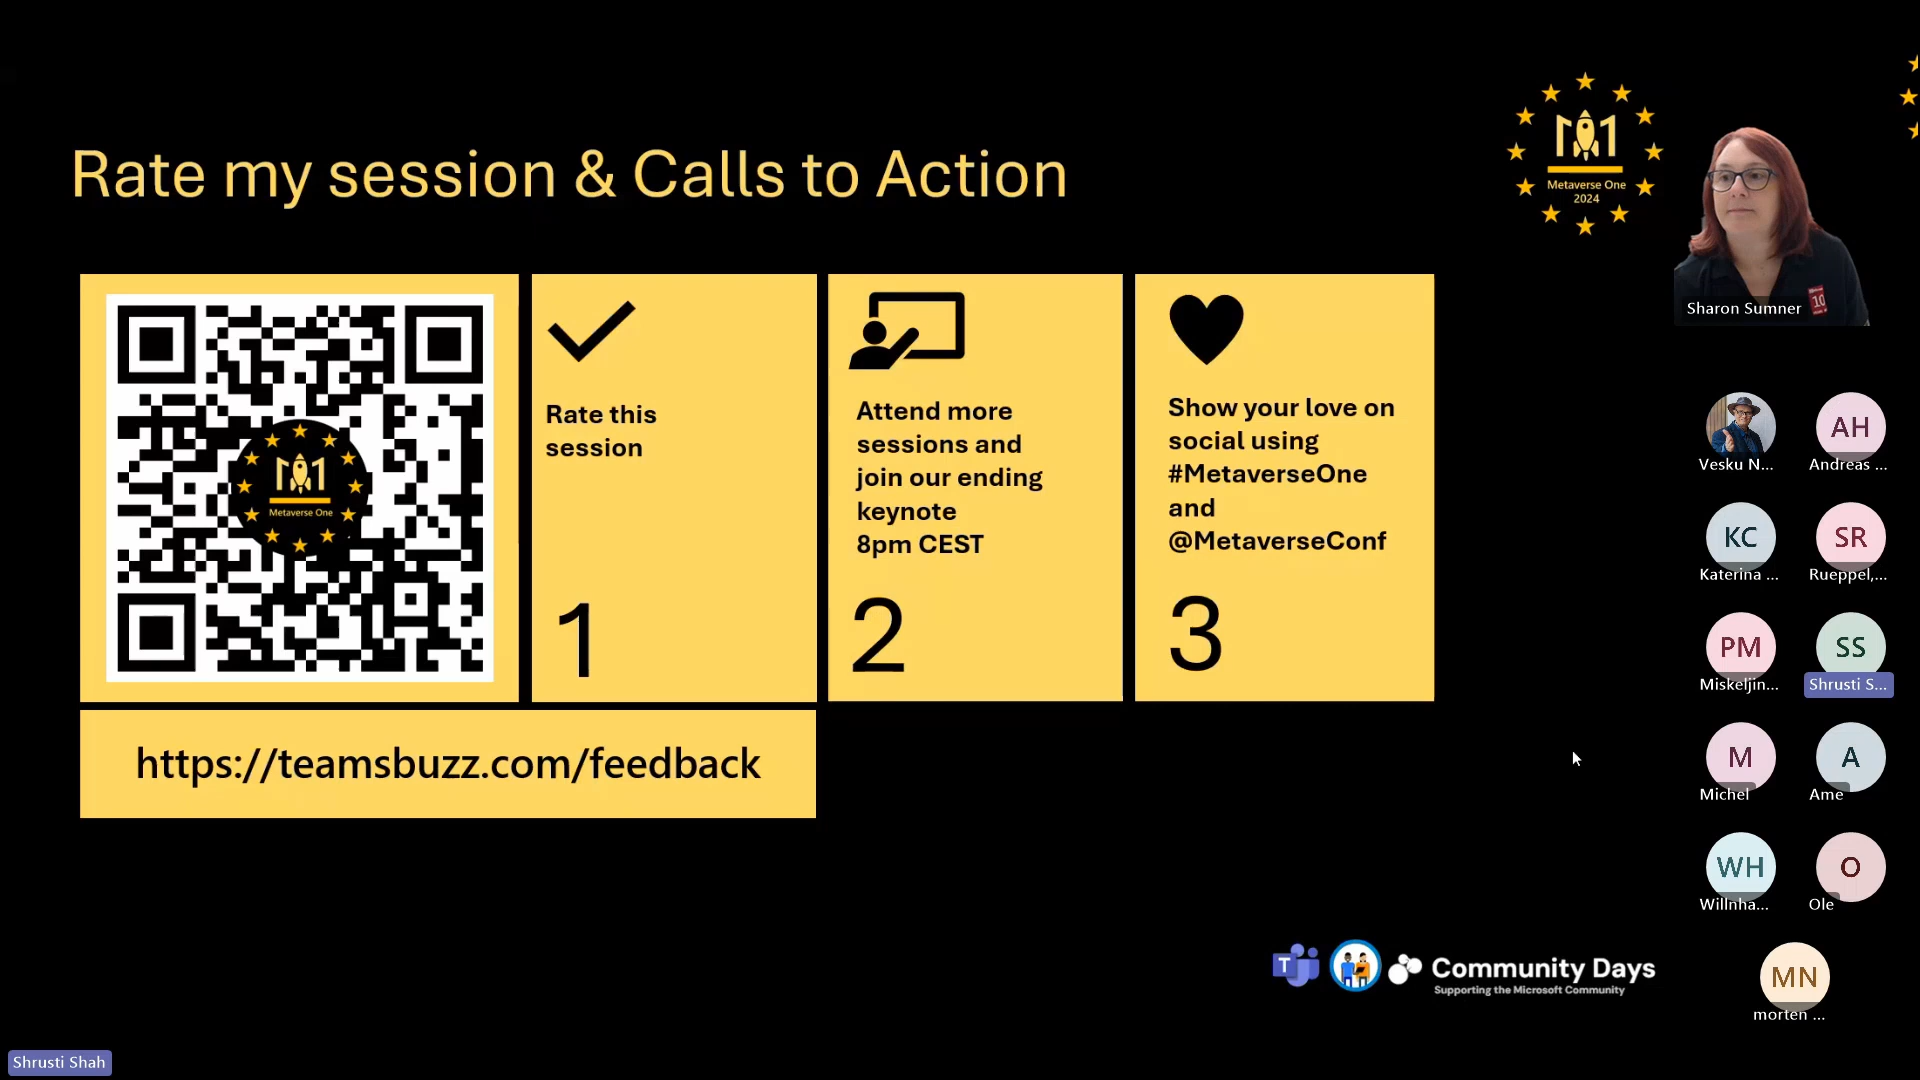 Rate my session & Calls to Action
Metaverse One
2024
Sharon Sumner
10
Metaverse One
Rate this
session
1
Attend more
sessions and
join our ending
keynote
8pm CEST
2
Show your love on
social using
#MetaverseOne
and
@MetaverseConf
3
https://teamsbuzz.com/feedback
Vesku N...
AH
Andreas ...
KC
Katerina ...
SR
Rueppel,...
PM
Miskeljin...
SS
Shrusti S...
M
Michel
A
Ame
WH
Willnha...
O
Ole
MN
morten ...
T
Community Days
Supporting the Microsoft Community
Shrusti Shah